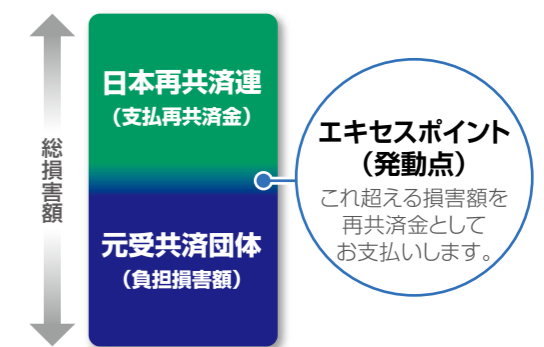 総損害額
日本再共済連
（支払再共済金）
元受共済団体
（負担損害額）
エキセスポイント
（発動点）
これ超える損害額を
再共済金として
お支払いします。